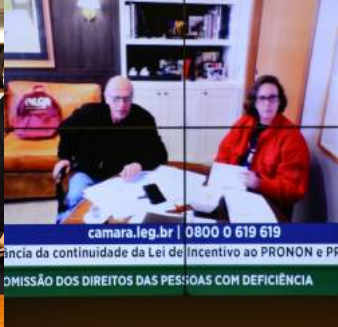 camara.leg.br | 0800 0 619 619
ância da continuidade da Lei de Incentivo ao PRONON e PR
OMISSÃO DOS DIREITOS DAS PESSOAS COM DEFICIÊNCIA